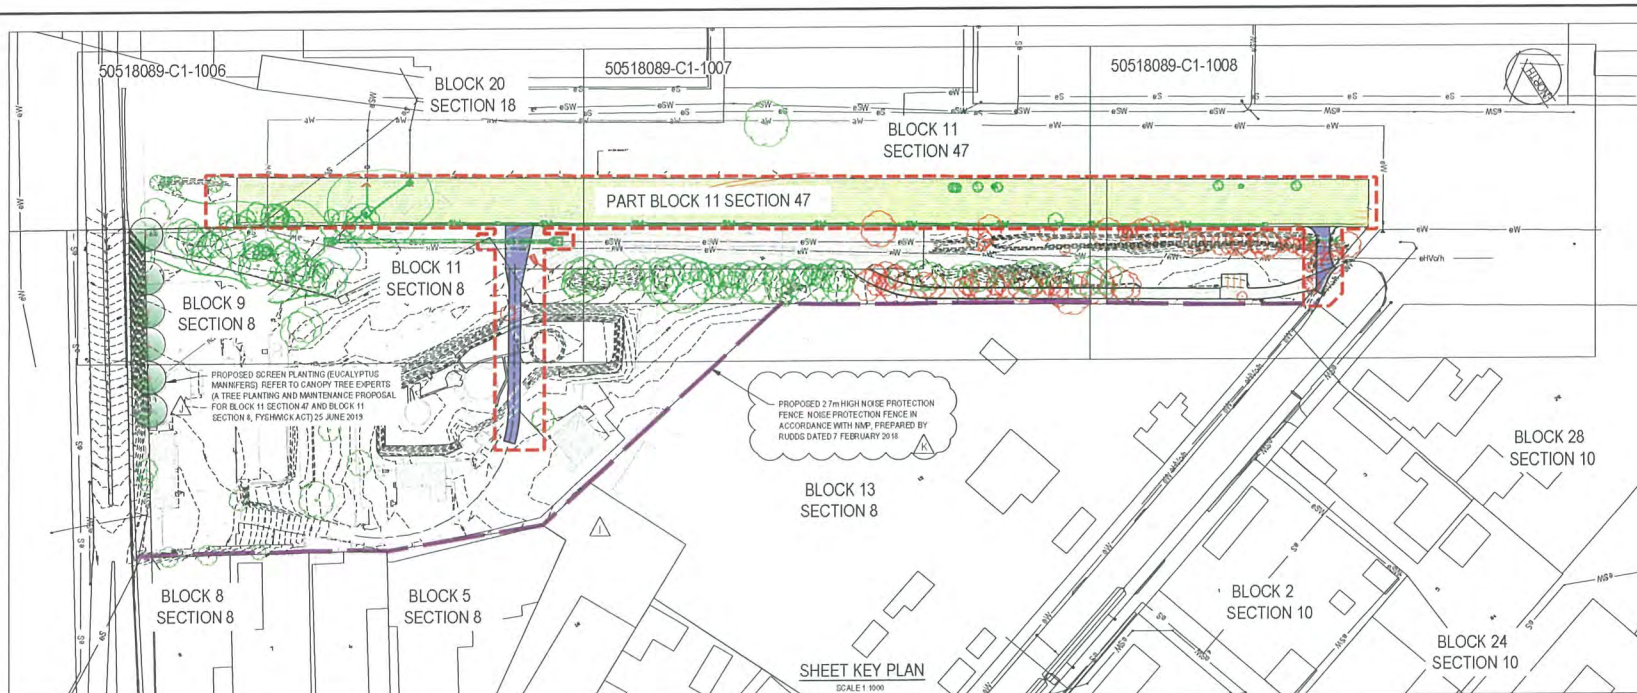 50518089-C1-1006
50518089-C1-1007
50518089-C1-1008
NORTH
BLOCK 20
SECTION 18
BLOCK 11
SECTION 47
PART BLOCK 11 SECTION 47
BLOCK 11
SECTION 8
BLOCK 9
SECTION 8
PROPOSED SCREEN PLANTING (EUCALYPTUS
MANNIFERS) REFER TO CANOPY TREE EXPERTS
(A TREE PLANTING AND MAINTENANCE PROPOSAL
FOR BLOCK 11 SECTION 47 AND BLOCK 11
SECTION 8, FYSHWICK ACT) 25 JUNE 2019
PROPOSED 2.7m HIGH NOISE PROTECTION
FENCE. NOISE PROTECTION FENCE IN
ACCORDANCE WITH NMP, PREPARED BY
RUDDS DATED 7 FEBRUARY 2018
K
BLOCK 13
SECTION 8
BLOCK 28
SECTION 10
BLOCK 8
SECTION 8
BLOCK 5
SECTION 8
BLOCK 2
SECTION 10
BLOCK 24
SECTION 10
SHEET KEY PLAN
SCALE 1:1000